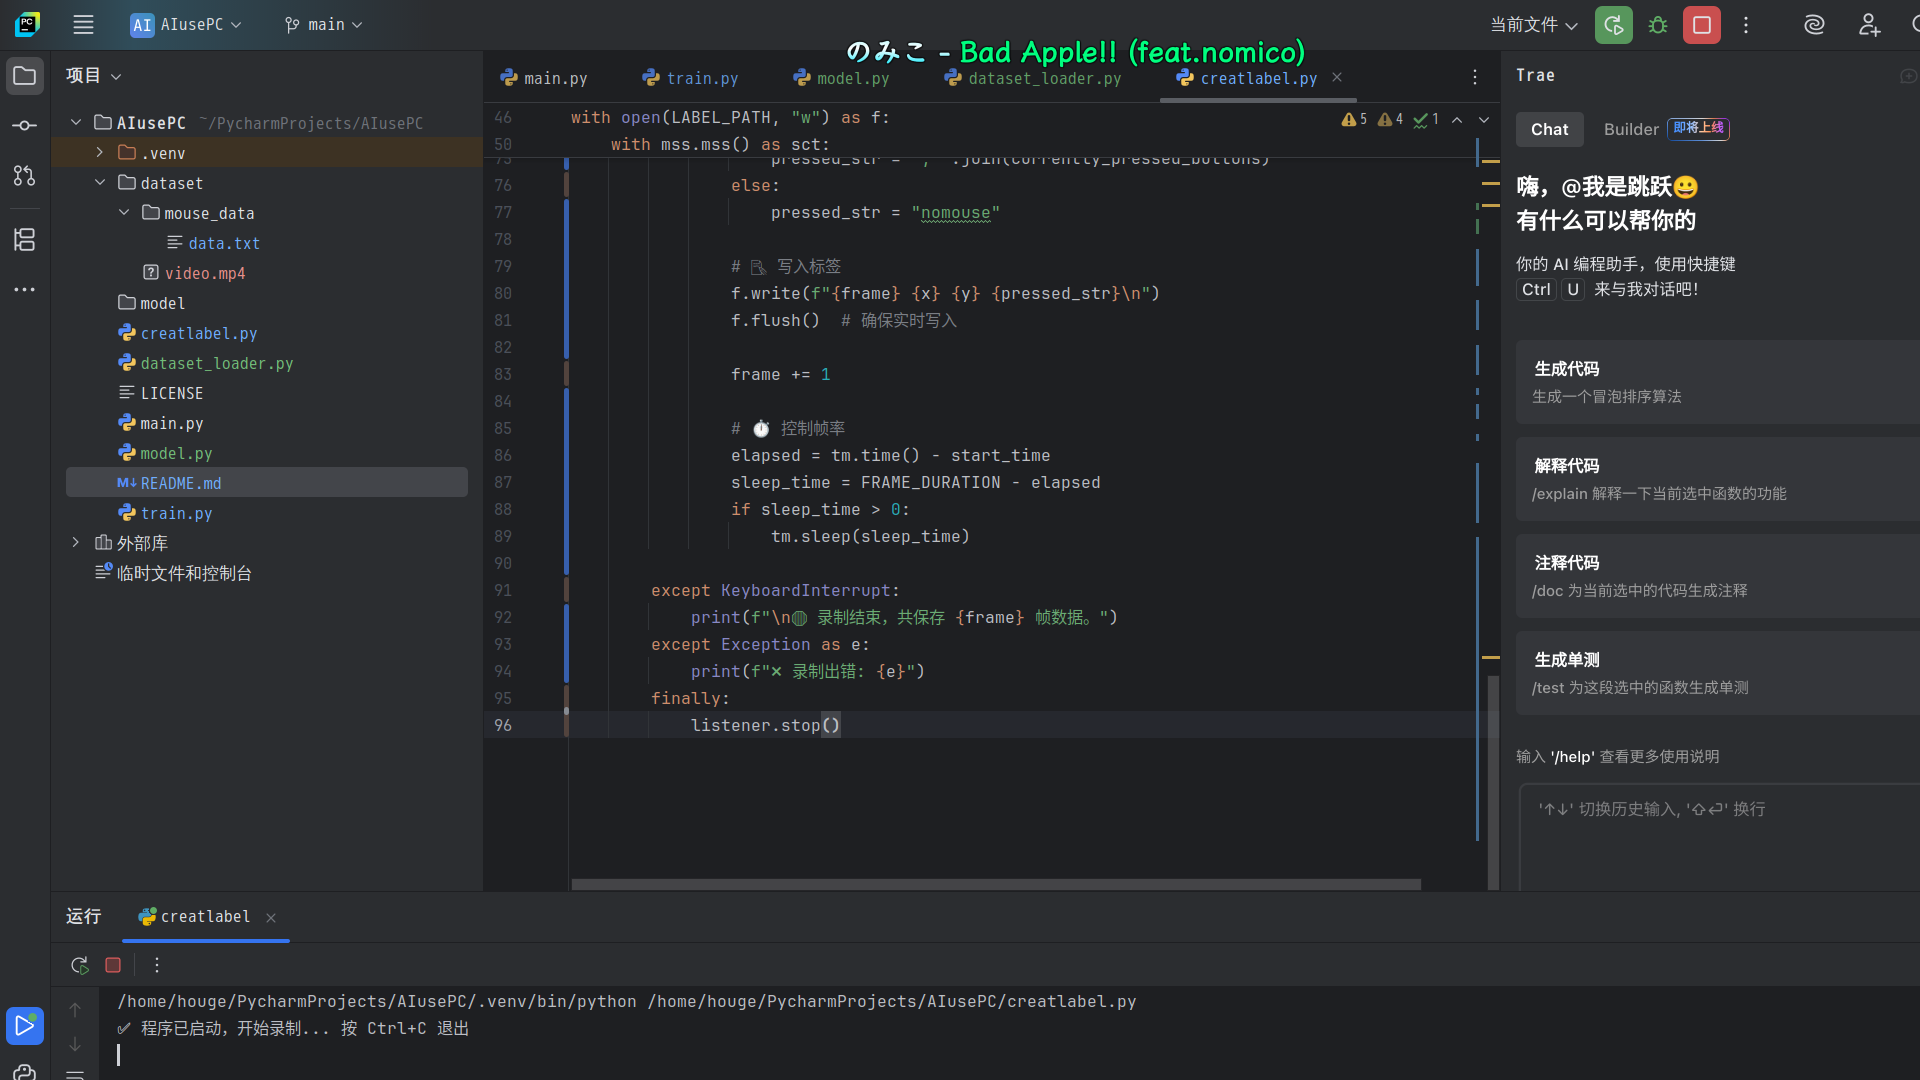 PC
AI AIusePC
main
当前文件
のみこ - Bad Apple!! (feat.nomico)
项目
main.py
train.py
model.py
dataset_loader.py
creatlabel.py
Trae
AIusePC ~/PycharmProjects/AIusePC
.venv
dataset
mouse_data
data.txt
video.mp4
model
creatlabel.py
dataset_loader.py
LICENSE
main.py
model.py
M↓ README.md
train.py
外部库
临时文件和控制台
5 4 1
46 with open(LABEL_PATH, "w") as f:
50 with mss.mss() as sct:
75 pressed_str = ", ".join(currently_pressed_buttons)
76 else:
77 pressed_str = "nomouse"
78
79 # 写入标签
80 f.write(f"{frame} {x} {y} {pressed_str}\n")
81 f.flush()  # 确保实时写入
82
83 frame += 1
84
85 # ⏱️ 控制帧率
86 elapsed = tm.time() - start_time
87 sleep_time = FRAME_DURATION - elapsed
88 if sleep_time > 0:
89 tm.sleep(sleep_time)
90
91 except KeyboardInterrupt:
92 print(f"\n 录制结束，共保存 {frame} 帧数据。")
93 except Exception as e:
94 print(f"❌ 录制出错: {e}")
95 finally:
96 listener.stop()
Chat
Builder 即将上线
嗨，@我是跳跃😀
有什么可以帮你的
你的 AI 编程助手，使用快捷键
Ctrl U 来与我对话吧！
生成代码
生成一个冒泡排序算法
解释代码
/explain 解释一下当前选中函数的功能
注释代码
/doc 为当前选中的代码生成注释
生成单测
/test 为这段选中的函数生成单测
输入 '/help' 查看更多使用说明
'↑↓' 切换历史输入, '⇧⏎' 换行
运行
creatlabel
/home/houge/PycharmProjects/AIusePC/.venv/bin/python /home/houge/PycharmProjects/AIusePC/creatlabel.py
✅ 程序已启动，开始录制... 按 Ctrl+C 退出